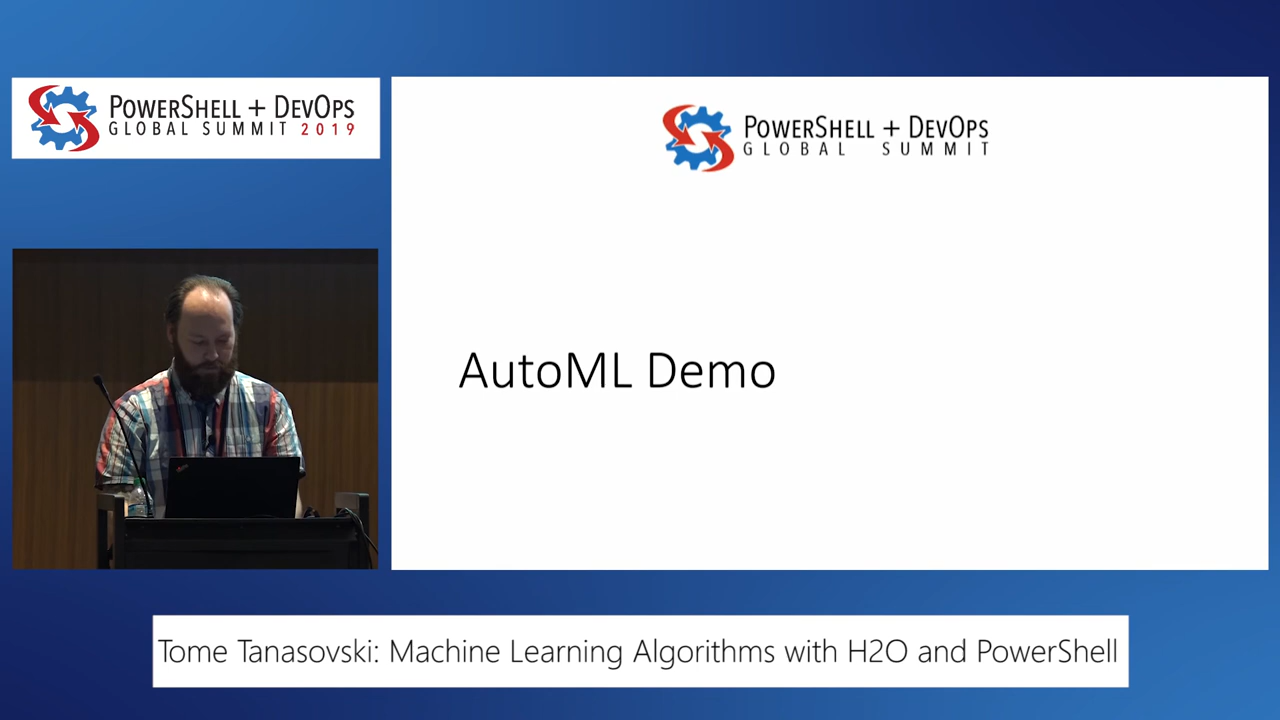 POWERSHELL + DEVOPS
GLOBAL SUMMIT 2019
POWERSHELL + DEVOPS
GLOBAL SUMMIT
AutoML Demo
Tome Tanasovski: Machine Learning Algorithms with H2O and PowerShell